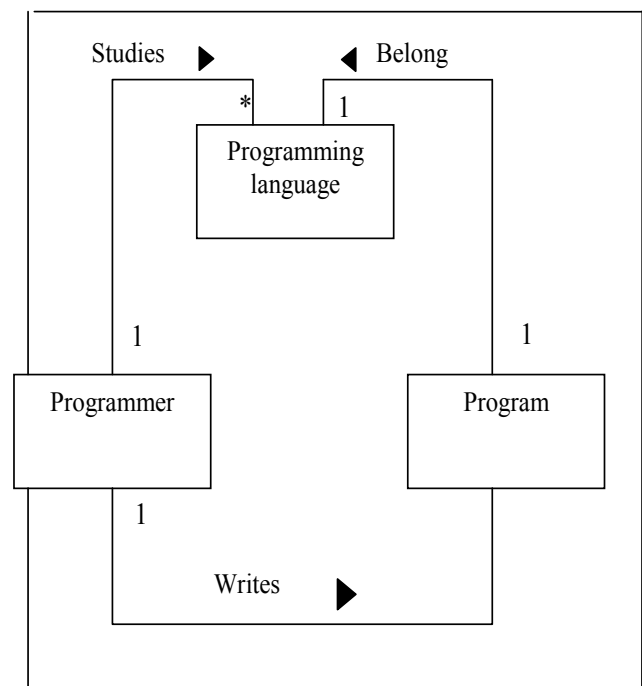 Studies
Belong
*
1
Programming
language
1
1
Programmer
Program
1
Writes